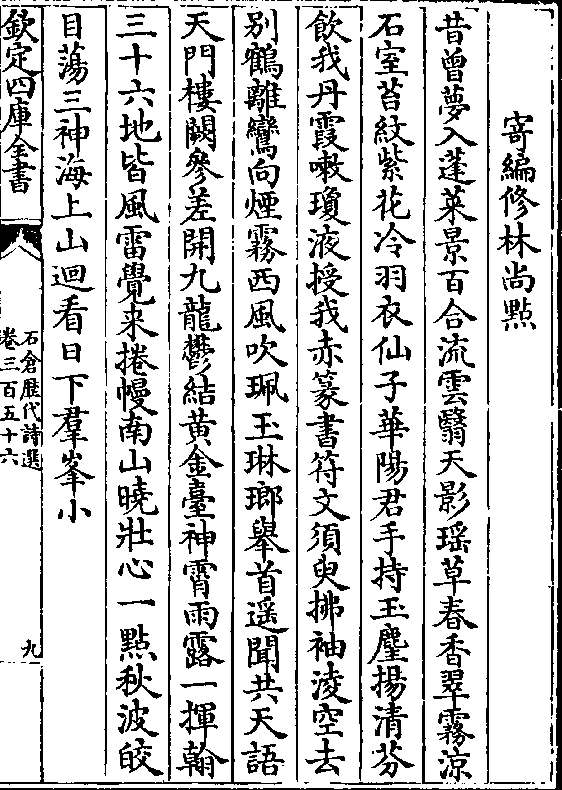 寄編修林尚點
昔曾夢入蓬萊景百合流雲翳天影瑶草春香翠霧涼
石室苔紋紫花冷羽衣仙子華陽君手持玉麈揚清芬
飲我丹霞嗽瓊液授我赤篆書符文須臾拂袖淩空去
别鶴離鸞向煙霧西風吹珮玉琳瑯舉首遥聞共天語
天門樓闕參差開九龍鬱結黄金臺神霄雨露一揮翰
三十六地皆風雷覺来捲幔南山曉壯心一點秋波皎
目蕩三神海上山迴看日下羣峯小
欽定四庫全書
石倉歷代詩選
卷三百五十六
九